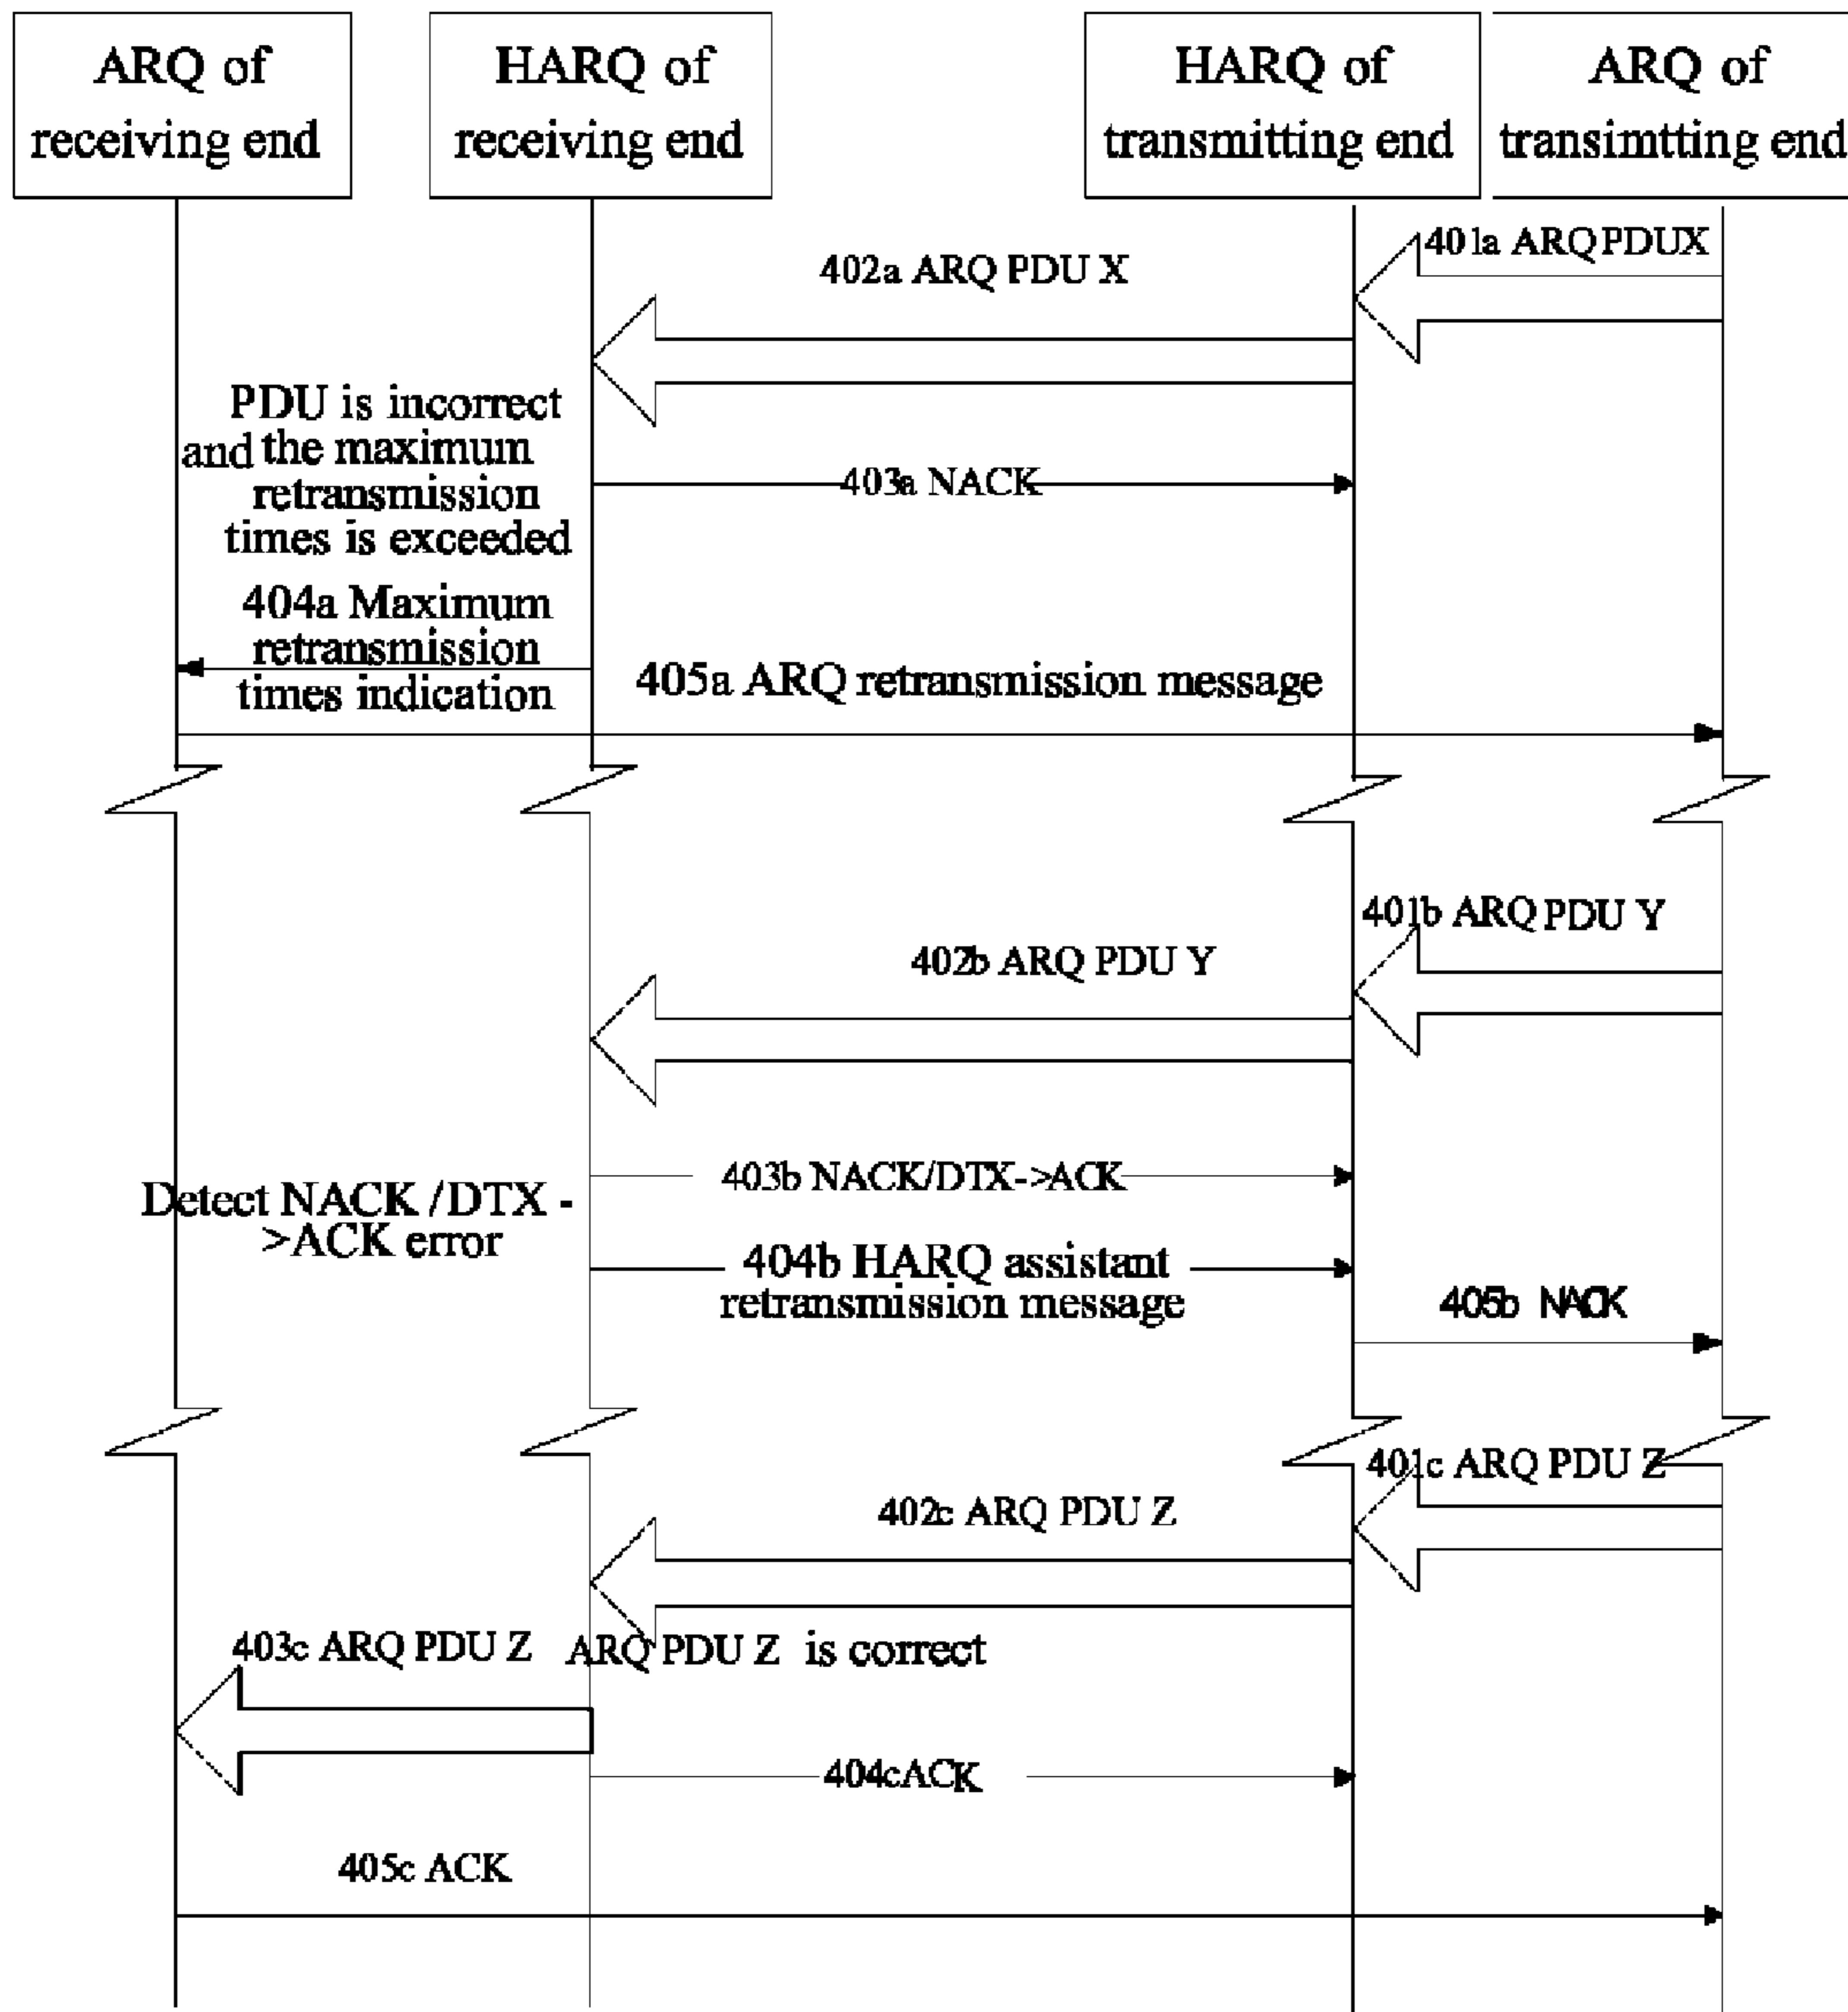 ARQ of
receiving end
HARQ of
receiving end
HARQ of
transmitting end
ARQ of
transimtting end
401a ARQ PDUX
402a ARQ PDU X
PDU is incorrect
and the maximum
retransmission
times is exceeded
403a NACK
404a Maximum
retransmission
times indication
405a ARQ retransmission message
401b ARQ PDU Y
402b ARQ PDU Y
403b NACK/DTX->ACK
Detect NACK /DTX -
>ACK error
404b HARQ assistant
retransmission message
405b NACK
401c ARQ PDU Z
402c ARQ PDU Z
403c ARQ PDU Z
ARQ PDU Z is correct
404cACK
405c ACK